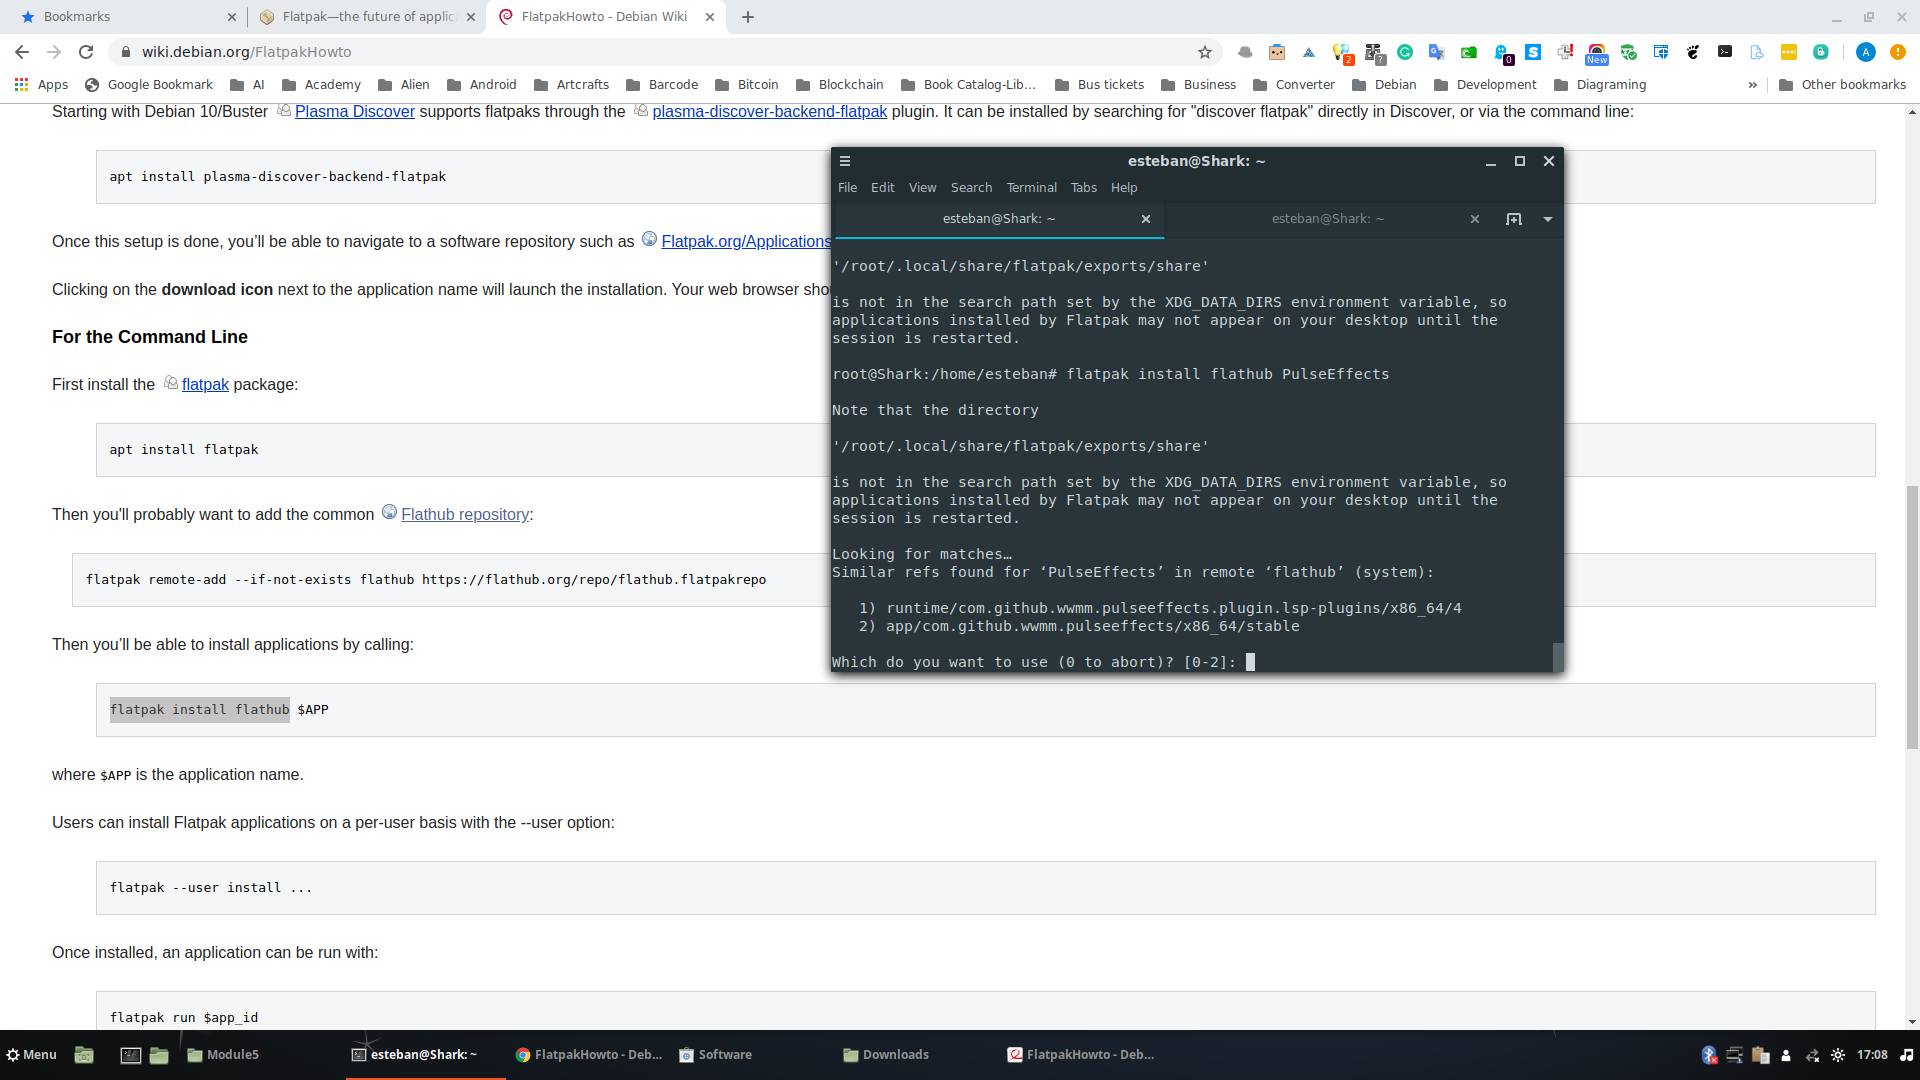 Bookmarks
Flatpak—the future of applic
FlatpakHowto - Debian Wiki
wiki.debian.org/FlatpakHowto
2
?
0
New
A
Apps
Google Bookmark
AI
Academy
Alien
Android
Artcrafts
Barcode
Bitcoin
Blockchain
Book Catalog-Lib...
Bus tickets
Business
Converter
Debian
Development
Diagraming
»
Other bookmarks
Starting with Debian 10/Buster Plasma Discover supports flatpaks through the plasma-discover-backend-flatpak plugin. It can be installed by searching for "discover flatpak" directly in Discover, or via the command line:
apt install plasma-discover-backend-flatpak
Once this setup is done, you’ll be able to navigate to a software repository such as Flatpak.org/Applications
Clicking on the download icon next to the application name will launch the installation. Your web browser shou
For the Command Line
First install the flatpak package:
apt install flatpak
Then you'll probably want to add the common Flathub repository:
flatpak remote-add --if-not-exists flathub https://flathub.org/repo/flathub.flatpakrepo
Then you’ll be able to install applications by calling:
flatpak install flathub $APP
where $APP is the application name.
Users can install Flatpak applications on a per-user basis with the --user option:
flatpak --user install ...
Once installed, an application can be run with:
flatpak run $app_id
esteban@Shark: ~
File Edit View Search Terminal Tabs Help
esteban@Shark: ~
esteban@Shark: ~
'/root/.local/share/flatpak/exports/share'
is not in the search path set by the XDG_DATA_DIRS environment variable, so
applications installed by Flatpak may not appear on your desktop until the
session is restarted.
root@Shark:/home/esteban# flatpak install flathub PulseEffects
Note that the directory
'/root/.local/share/flatpak/exports/share'
is not in the search path set by the XDG_DATA_DIRS environment variable, so
applications installed by Flatpak may not appear on your desktop until the
session is restarted.
Looking for matches…
Similar refs found for ‘PulseEffects’ in remote ‘flathub’ (system):
1) runtime/com.github.wwmm.pulseeffects.plugin.lsp-plugins/x86_64/4
2) app/com.github.wwmm.pulseeffects/x86_64/stable
Which do you want to use (0 to abort)? [0-2]:
Menu
Module5
esteban@Shark: ~
FlatpakHowto - Deb...
Software
Downloads
FlatpakHowto - Deb...
17:08